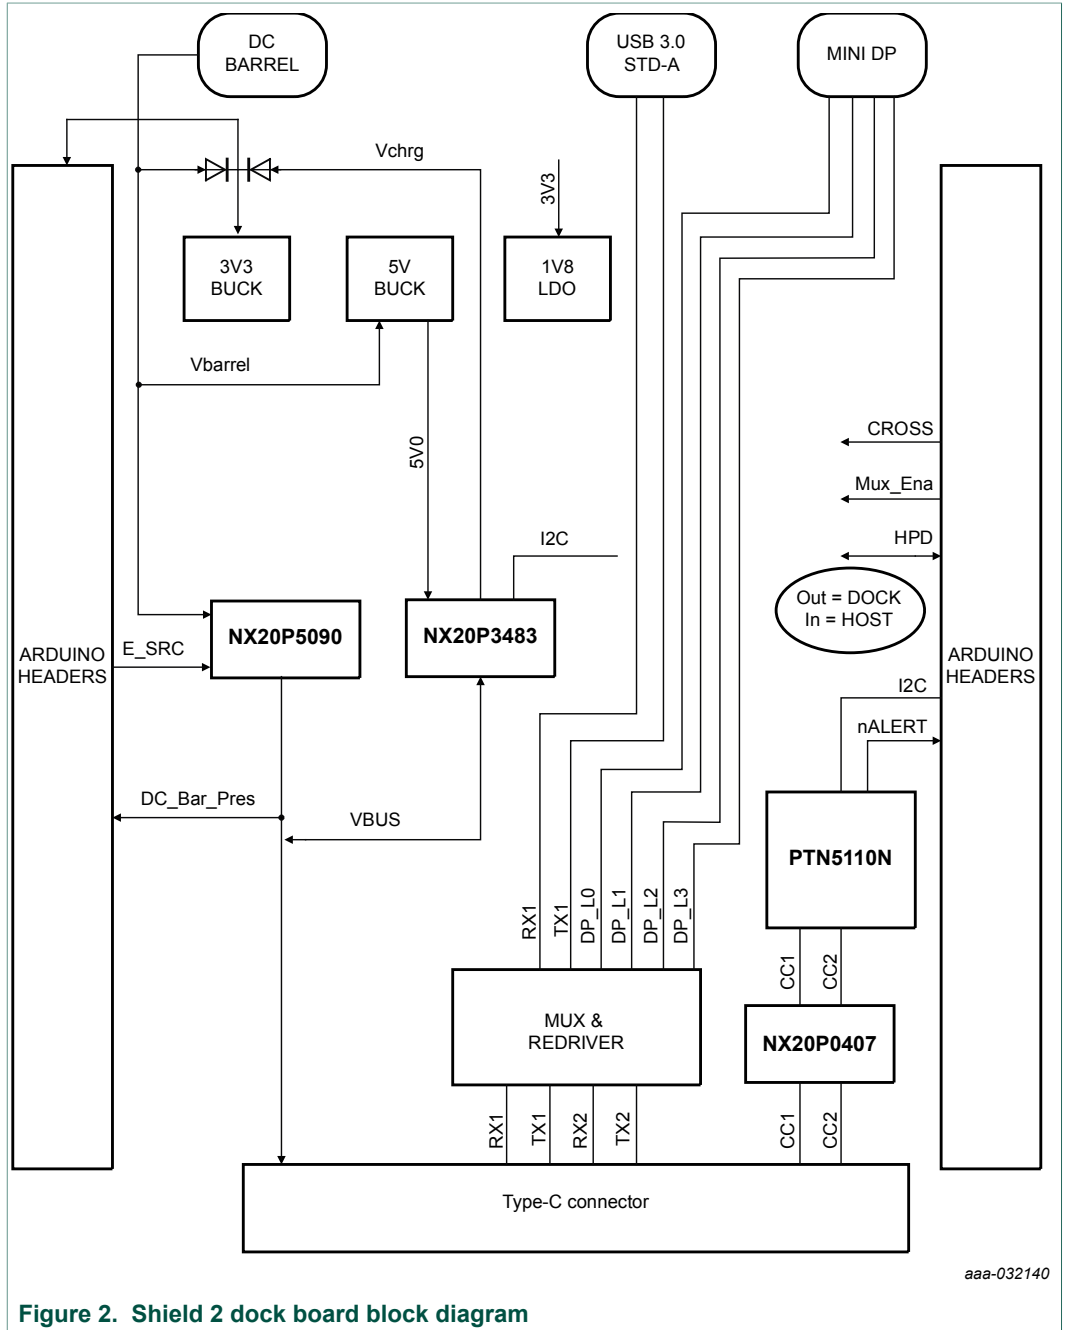 DC
BARREL
USB 3.0
STD-A
MINI DP
Vchrg
3V3
3V3
BUCK
5V
BUCK
1V8
LDO
Vbarrel
5V0
CROSS
Mux_Ena
I2C
HPD
Out = DOCK
In = HOST
NX20P5090
NX20P3483
ARDUINO
HEADERS
E_SRC
ARDUINO
HEADERS
I2C
nALERT
DC_Bar_Pres
VBUS
PTN5110N
RX1
TX1
DP_L0
DP_L1
DP_L2
DP_L3
CC1
CC2
MUX &
REDRIVER
NX20P0407
RX1
TX1
RX2
TX2
CC1
CC2
Type-C connector
aaa-032140
Figure 2. Shield 2 dock board block diagram